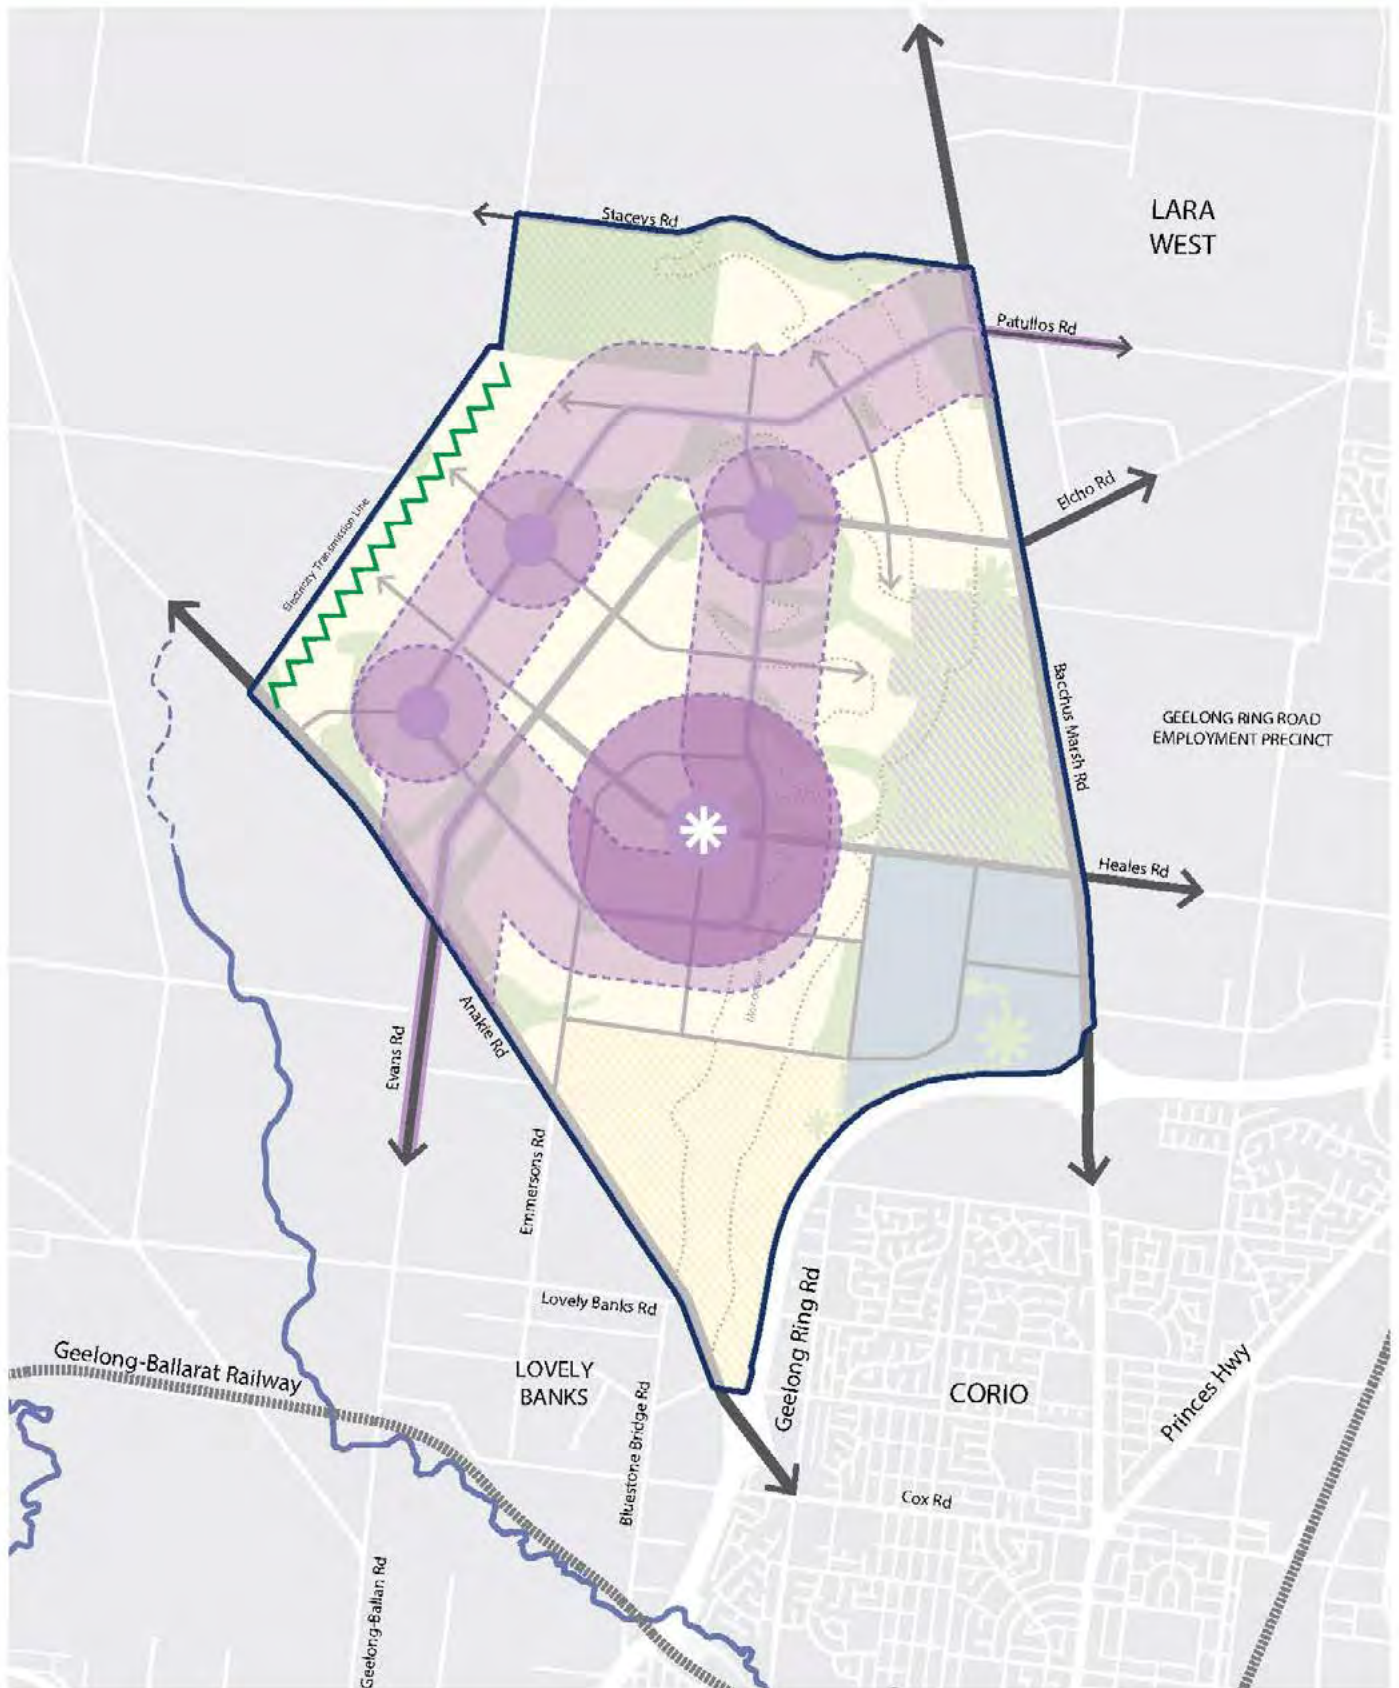 LARA
WEST
Staceys Rd
Patullos Rd
Elcho Rd
Electricity Transmission Line
Bacchus Marsh Rd
GEELONG RING ROAD
EMPLOYMENT PRECINCT
Heales Rd
Anakie Rd
Evans Rd
Emmersons Rd
Lovely Banks Rd
Geelong Ring Rd
Geelong-Ballarat Railway
LOVELY
BANKS
CORIO
Princes Hwy
Bluestone Bridge Rd
Cox Rd
Geelong-Ballan Rd